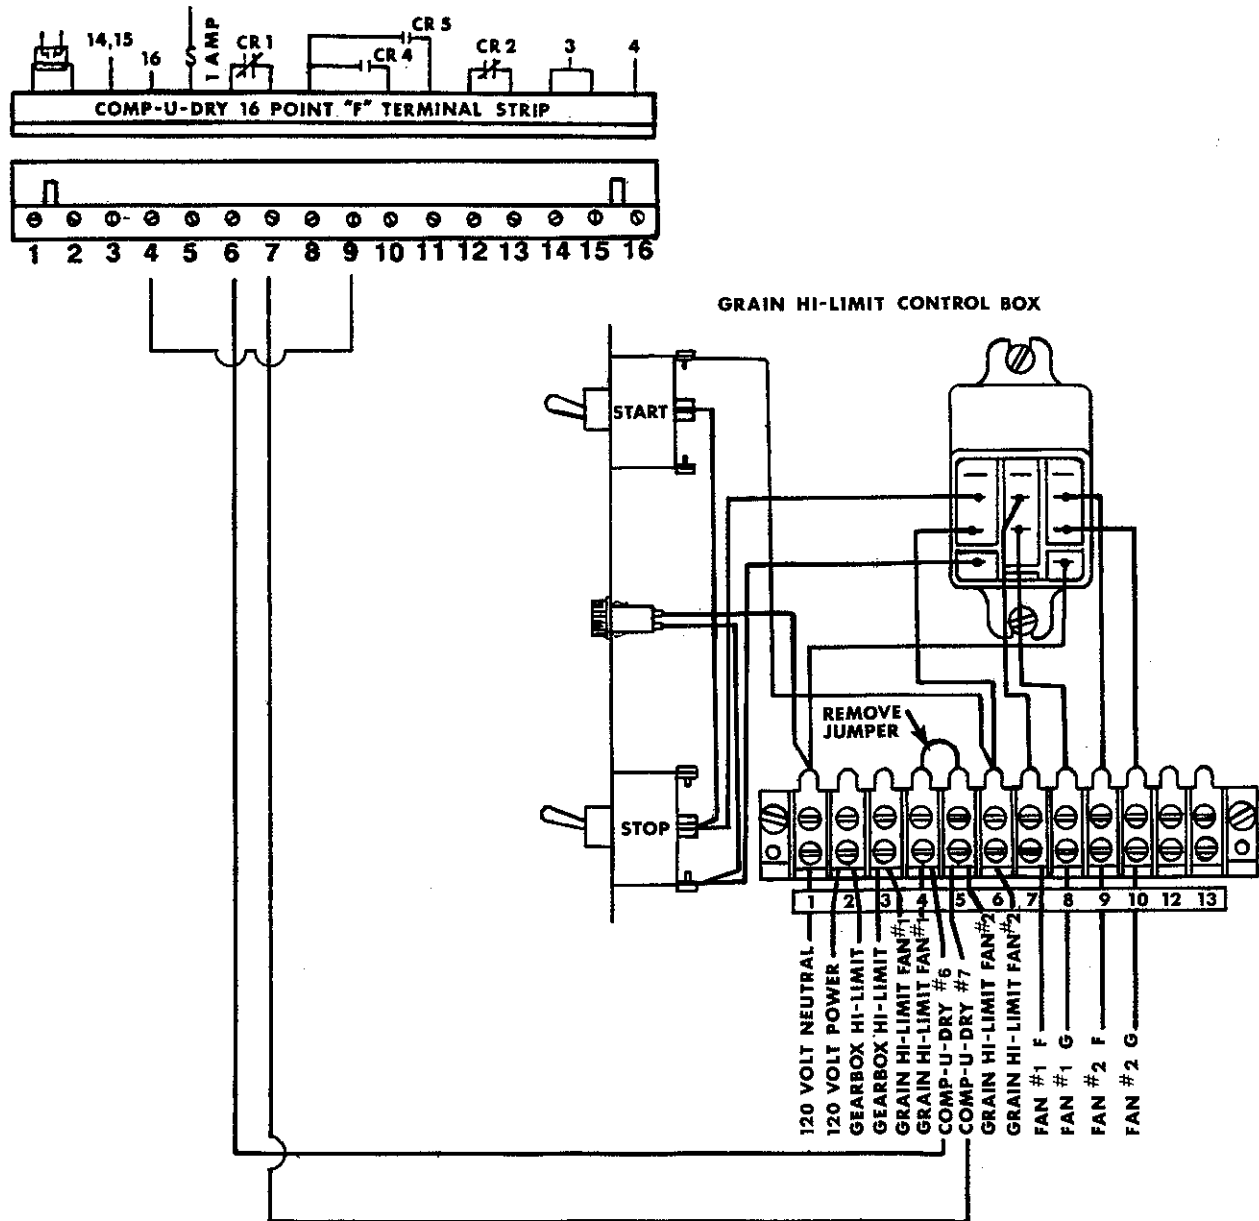 14,15
16
1 AMP
CR 1
CR 5
CR 4
CR 2
3
4
COMP-U-DRY 16 POINT "F" TERMINAL STRIP
1 2 3 4 5 6 7 8 9 10 11 12 13 14 15 16
GRAIN HI-LIMIT CONTROL BOX
START
REMOVE
JUMPER
STOP
1 2 3 4 5 6 7 8 9 10 12 13
120 VOLT NEUTRAL
120 VOLT POWER
GEARBOX HI-LIMIT
GEARBOX HI-LIMIT
GRAIN HI-LIMIT FAN #1
GRAIN HI-LIMIT FAN #1
COMP-U-DRY #6
COMP-U-DRY #7
GRAIN HI-LIMIT FAN #2
GRAIN HI-LIMIT FAN #2
FAN #1 F
FAN #1 G
FAN #2 F
FAN #2 G